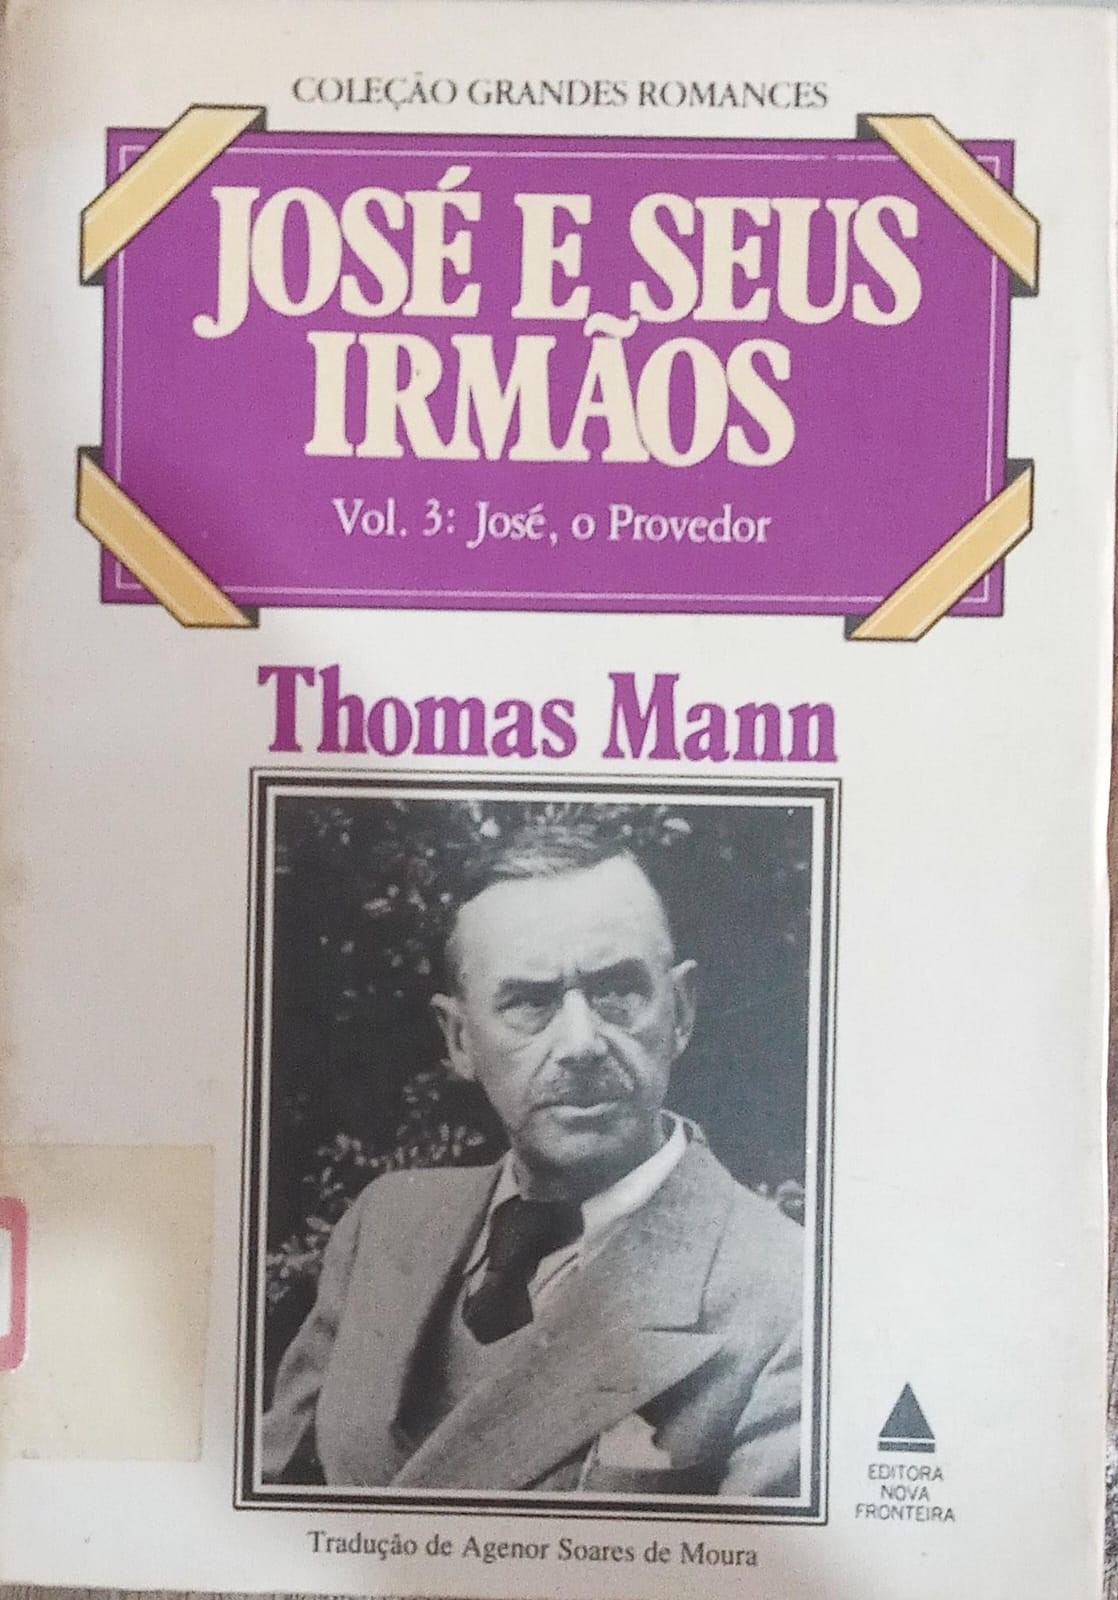 COLEÇÃO GRANDES ROMANCES
JOSÉ E SEUS
IRMÃOS
Vol. 3: José, o Provedor
Thomas Mann
EDITORA
NOVA
FRONTEIRA
Tradução de Agenor Soares de Moura